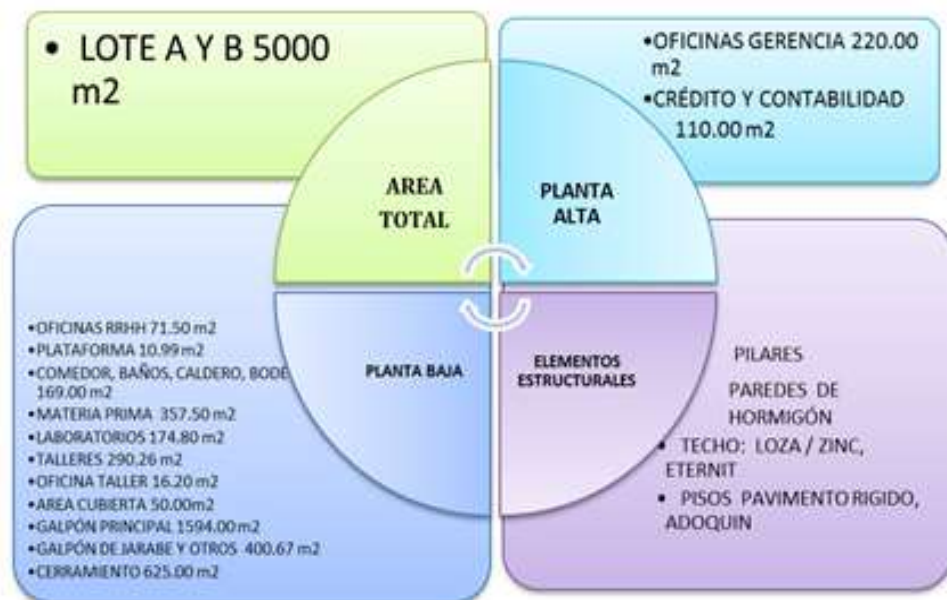 • LOTE A Y B 5000
m2
•OFICINAS GERENCIA 220.00
m2
•CRÉDITO Y CONTABILIDAD
110.00 m2
AREA
TOTAL
PLANTA
ALTA
PLANTA BAJA
ELEMENTOS
ESTRUCTURALES
•OFICINAS RRHH 71.50 m2
•PLATAFORMA 10.99 m2
•COMEDOR, BAÑOS, CALDERO, BODE
169.00 m2
•MATERIA PRIMA 357.50 m2
•LABORATORIOS 174.80 m2
•TALLERES 290.26 m2
•OFICINA TALLER 16.20 m2
•AREA CUBIERTA 50.00m2
•GALPÓN PRINCIPAL 1594.00 m2
•GALPÓN DE JARABE Y OTROS 400.67 m2
•CERRAMIENTO 625.00 m2
PILARES
PAREDES DE
HORMIGÓN
• TECHO: LOZA / ZINC,
ETERNIT
• PISOS PAVIMENTO RIGIDO,
ADOQUIN